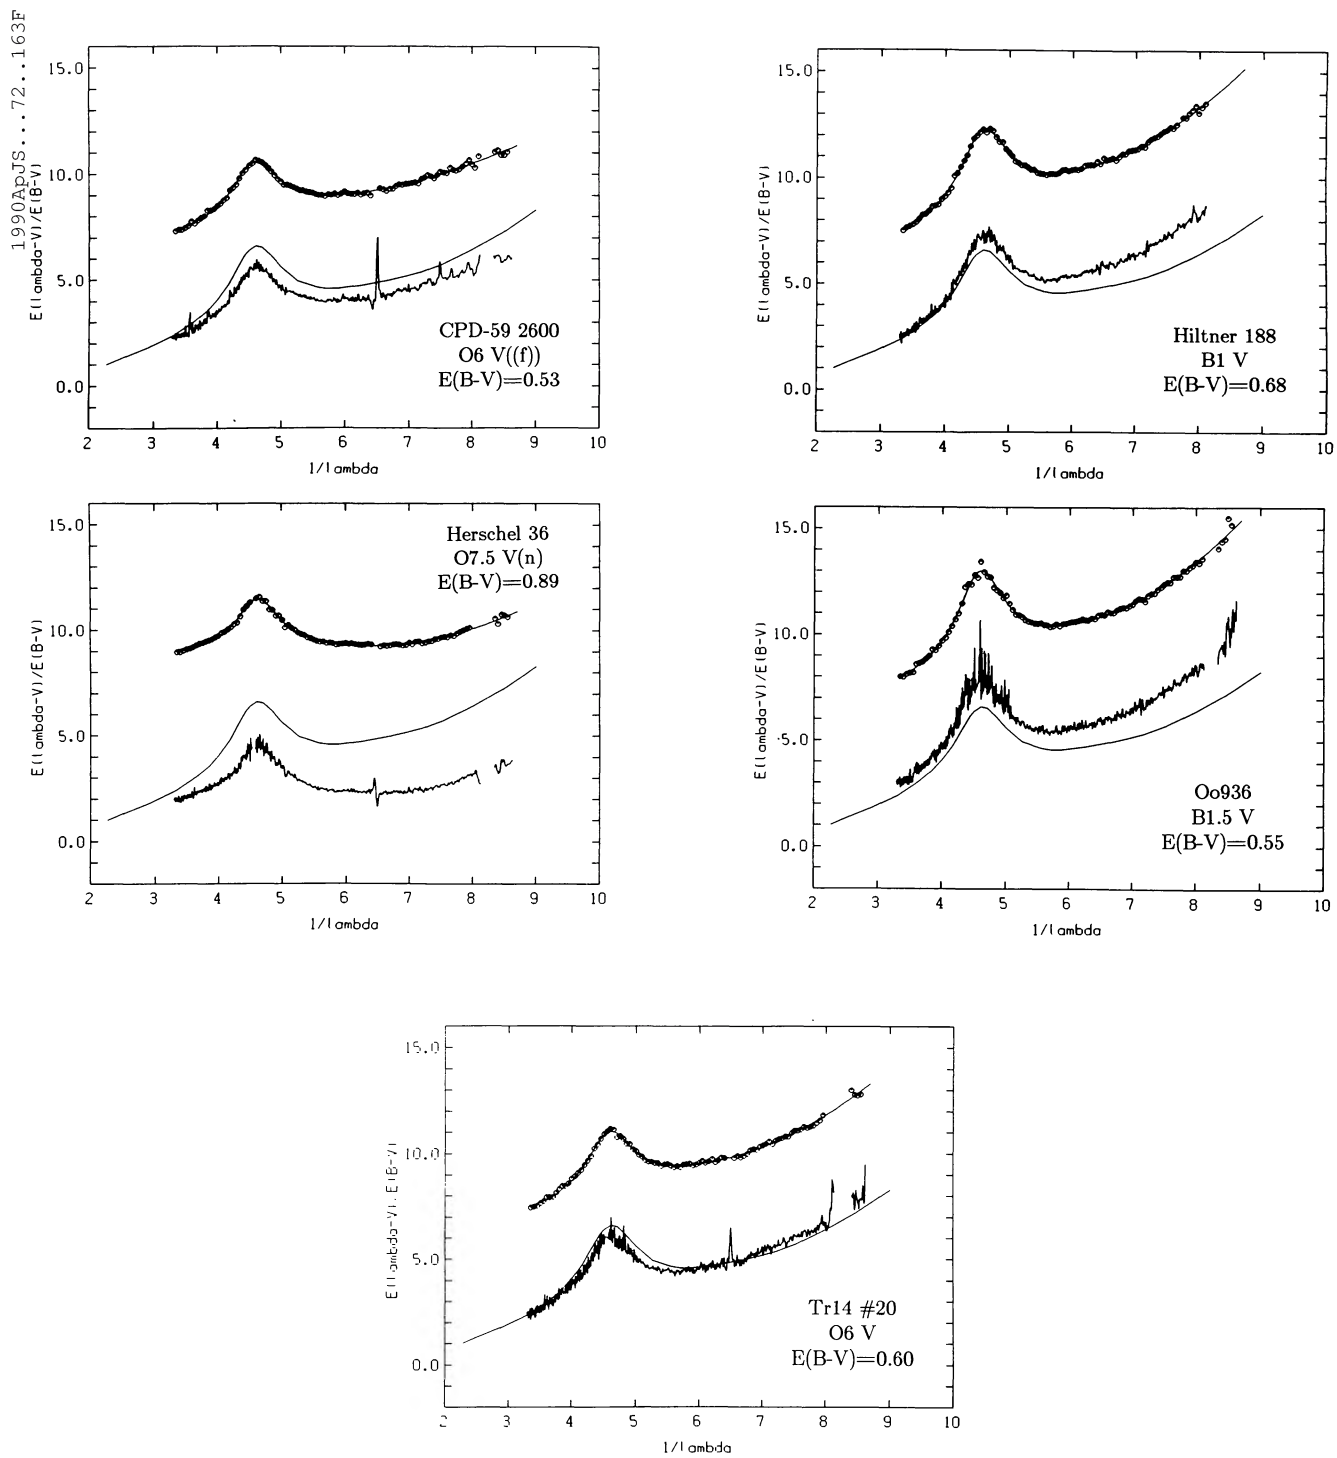 1990ApJS...72..163F
15.0
10.0
5.0
0.0
E(lambda-V)/E(B-V)
CPD-59 2600
O6 V((f))
E(B-V)=0.53
2 3 4 5 6 7 8 9 10
1/lambda
15.0
10.0
5.0
0.0
E(lambda-V)/E(B-V)
Hiltner 188
B1 V
E(B-V)=0.68
2 3 4 5 6 7 8 9 10
1/lambda
15.0
10.0
5.0
0.0
E(lambda-V)/E(B-V)
Herschel 36
O7.5 V(n)
E(B-V)=0.89
2 3 4 5 6 7 8 9 10
1/lambda
15.0
10.0
5.0
0.0
E(lambda-V)/E(B-V)
Oo936
B1.5 V
E(B-V)=0.55
2 3 4 5 6 7 8 9 10
1/lambda
15.0
10.0
5.0
0.0
E(lambda-V)/E(B-V)
Tr14 #20
O6 V
E(B-V)=0.60
2 3 4 5 6 7 8 9 10
1/lambda